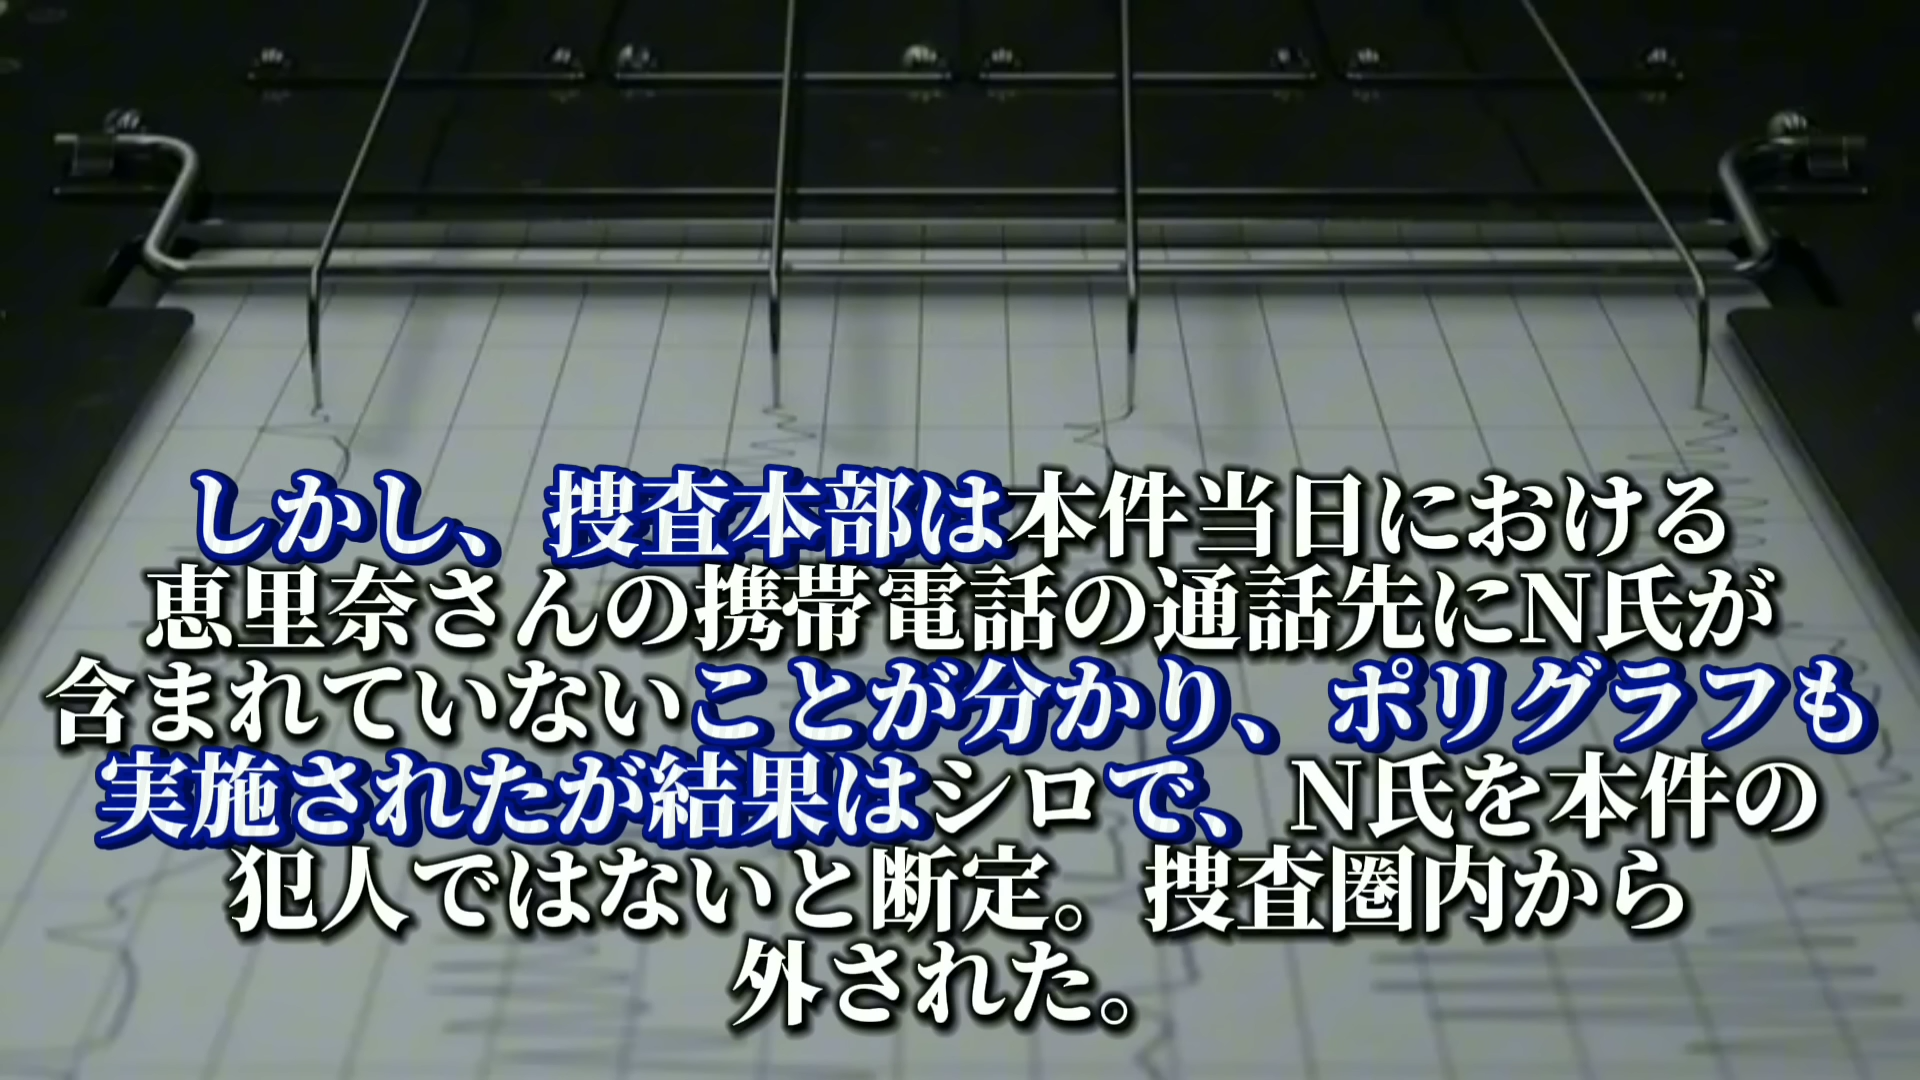 しかし、捜査本部は本件当日における
恵里奈さんの携帯電話の通話先にN氏が
含まれていないことが分かり、ポリグラフも
実施されたが結果はシロで、N氏を本件の
犯人ではないと断定。捜査圏内から
外された。